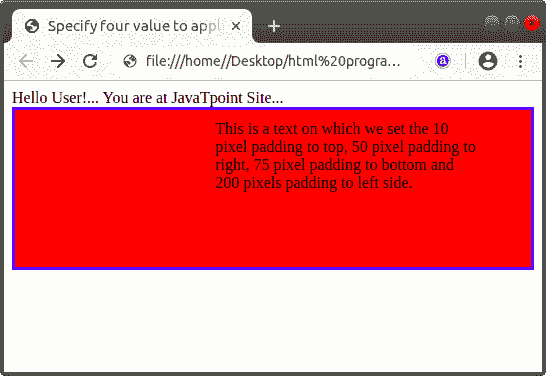 Specify four value to appl
file:///home//Desktop/html%20progra…
a
Hello User!... You are at JavaTpoint Site...
This is a text on which we set the 10
pixel padding to top, 50 pixel padding to
right, 75 pixel padding to bottom and
200 pixels padding to left side.